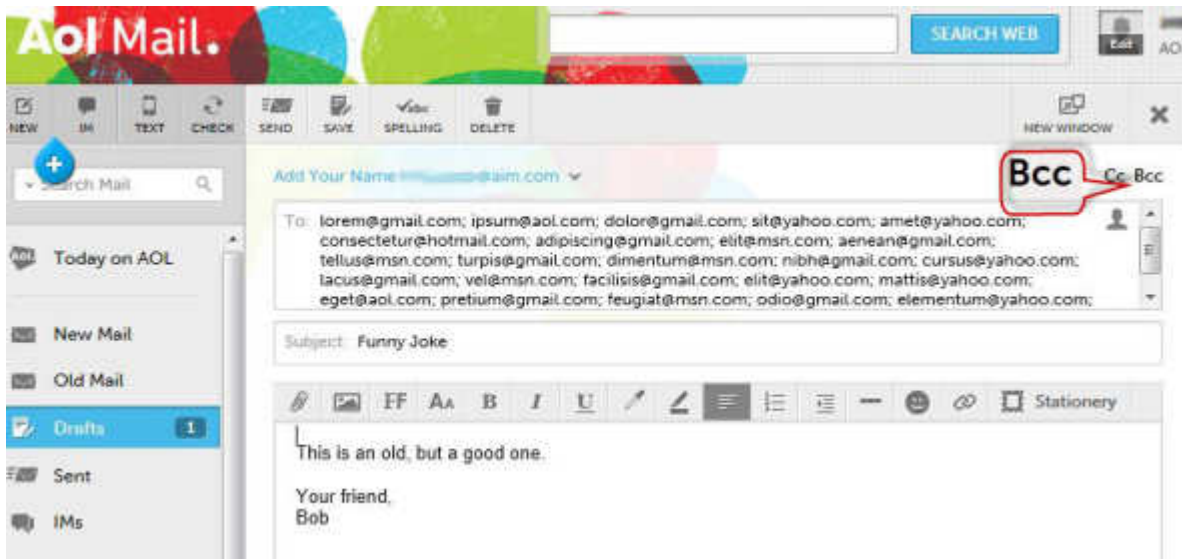 Aol Mail.
SEARCH WEB
Edit
AO
NEW IM TEXT CHECK SEND SAVE SPELLING DELETE NEW WINDOW
Search Mail
Add Your Name @aim.com
Bcc Cc Bcc
To: lorem@gmail.com; ipsum@aol.com; dolor@gmail.com; sit@yahoo.com; amet@yahoo.com;
consectetur@hotmail.com; adipiscing@gmail.com; elit@msn.com; aenean@gmail.com;
tellus@msn.com; turpis@gmail.com; dimentum@msn.com; nibh@gmail.com; cursus@yahoo.com;
lacus@gmail.com; vel@msn.com; facilisis@gmail.com; elit@yahoo.com; mattis@yahoo.com;
eget@aol.com; pretium@gmail.com; feugiat@msn.com; odio@gmail.com; elementum@yahoo.com;
Today on AOL
New Mail
Old Mail
Drafts 1
Sent
IMs
Subject: Funny Joke
FF AA B I U Stationery
This is an old, but a good one.
Your friend,
Bob